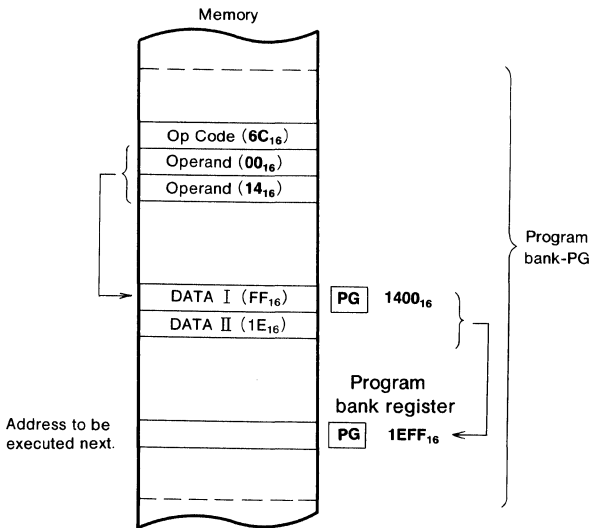 Memory
Op Code (6C₁₆)
Operand (00₁₆)
Operand (14₁₆)
Program
bank-PG
DATA Ⅰ (FF₁₆) PG 1400₁₆
DATA Ⅱ (1E₁₆)
Program
bank register
Address to be
executed next.
PG 1EFF₁₆